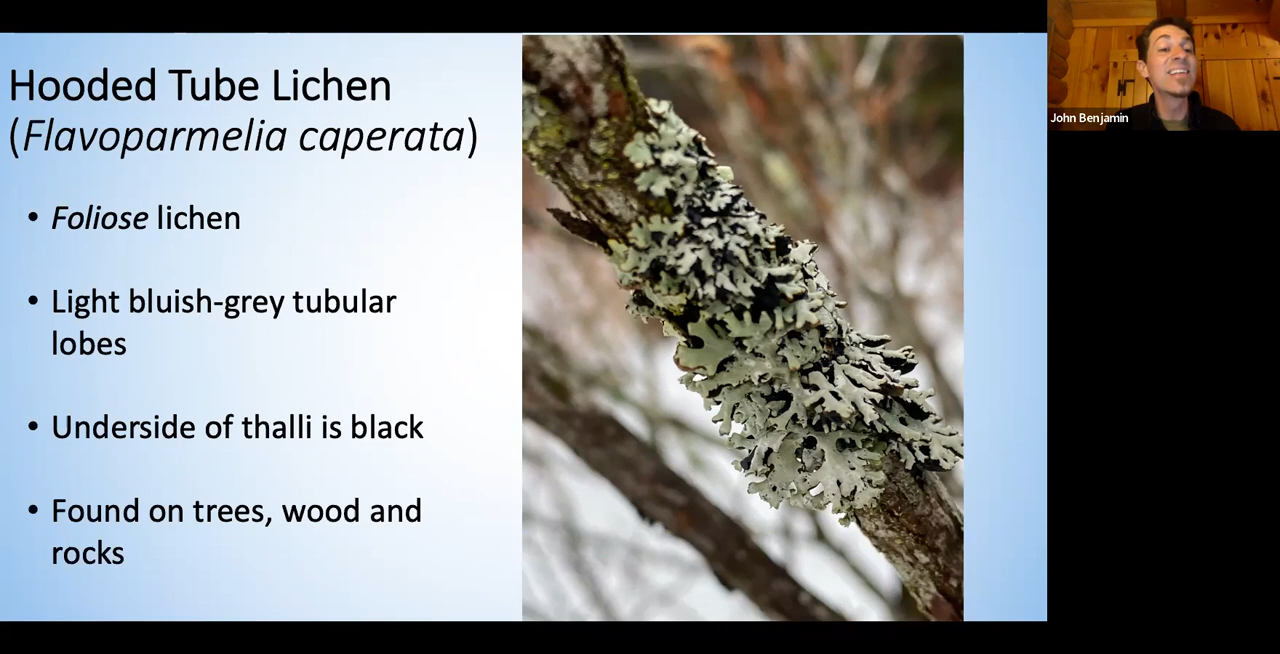 Hooded Tube Lichen
(Flavoparmelia caperata)
• Foliose lichen
• Light bluish-grey tubular
lobes
• Underside of thalli is black
• Found on trees, wood and
rocks
John Benjamin